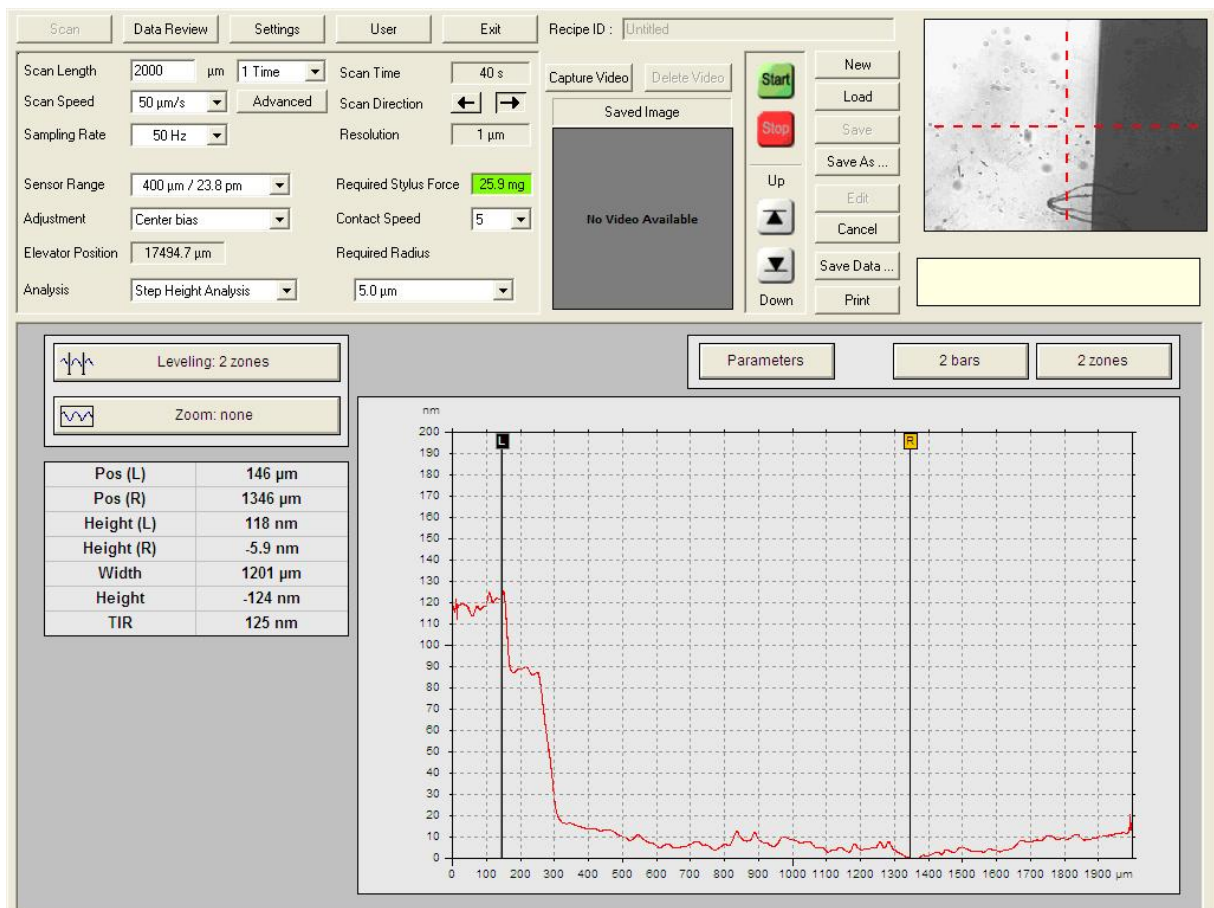 Scan Data Review Settings User Exit Recipe ID : Untitled
Scan Length 2000 µm 1 Time Scan Time 40 s
Scan Speed 50 µm/s Advanced Scan Direction
Sampling Rate 50 Hz Resolution 1 µm
Sensor Range 400 µm / 23.8 pm Required Stylus Force 25.9 mg
Adjustment Center bias Contact Speed 5
Elevator Position 17494.7 µm Required Radius
Analysis Step Height Analysis 5.0 µm
Capture Video Delete Video
Saved Image
No Video Available
Start
Stop
Up
Down
New
Load
Save
Save As ...
Edit
Cancel
Save Data ...
Print
Leveling: 2 zones
Zoom: none
Parameters 2 bars 2 zones
Pos (L) 146 µm
Pos (R) 1346 µm
Height (L) 118 nm
Height (R) -5.9 nm
Width 1201 µm
Height -124 nm
TIR 125 nm
nm
L R
200
190
180
170
160
150
140
130
120
110
100
90
80
70
60
50
40
30
20
10
0
0 100 200 300 400 500 600 700 800 900 1000 1100 1200 1300 1400 1500 1600 1700 1800 1900 µm